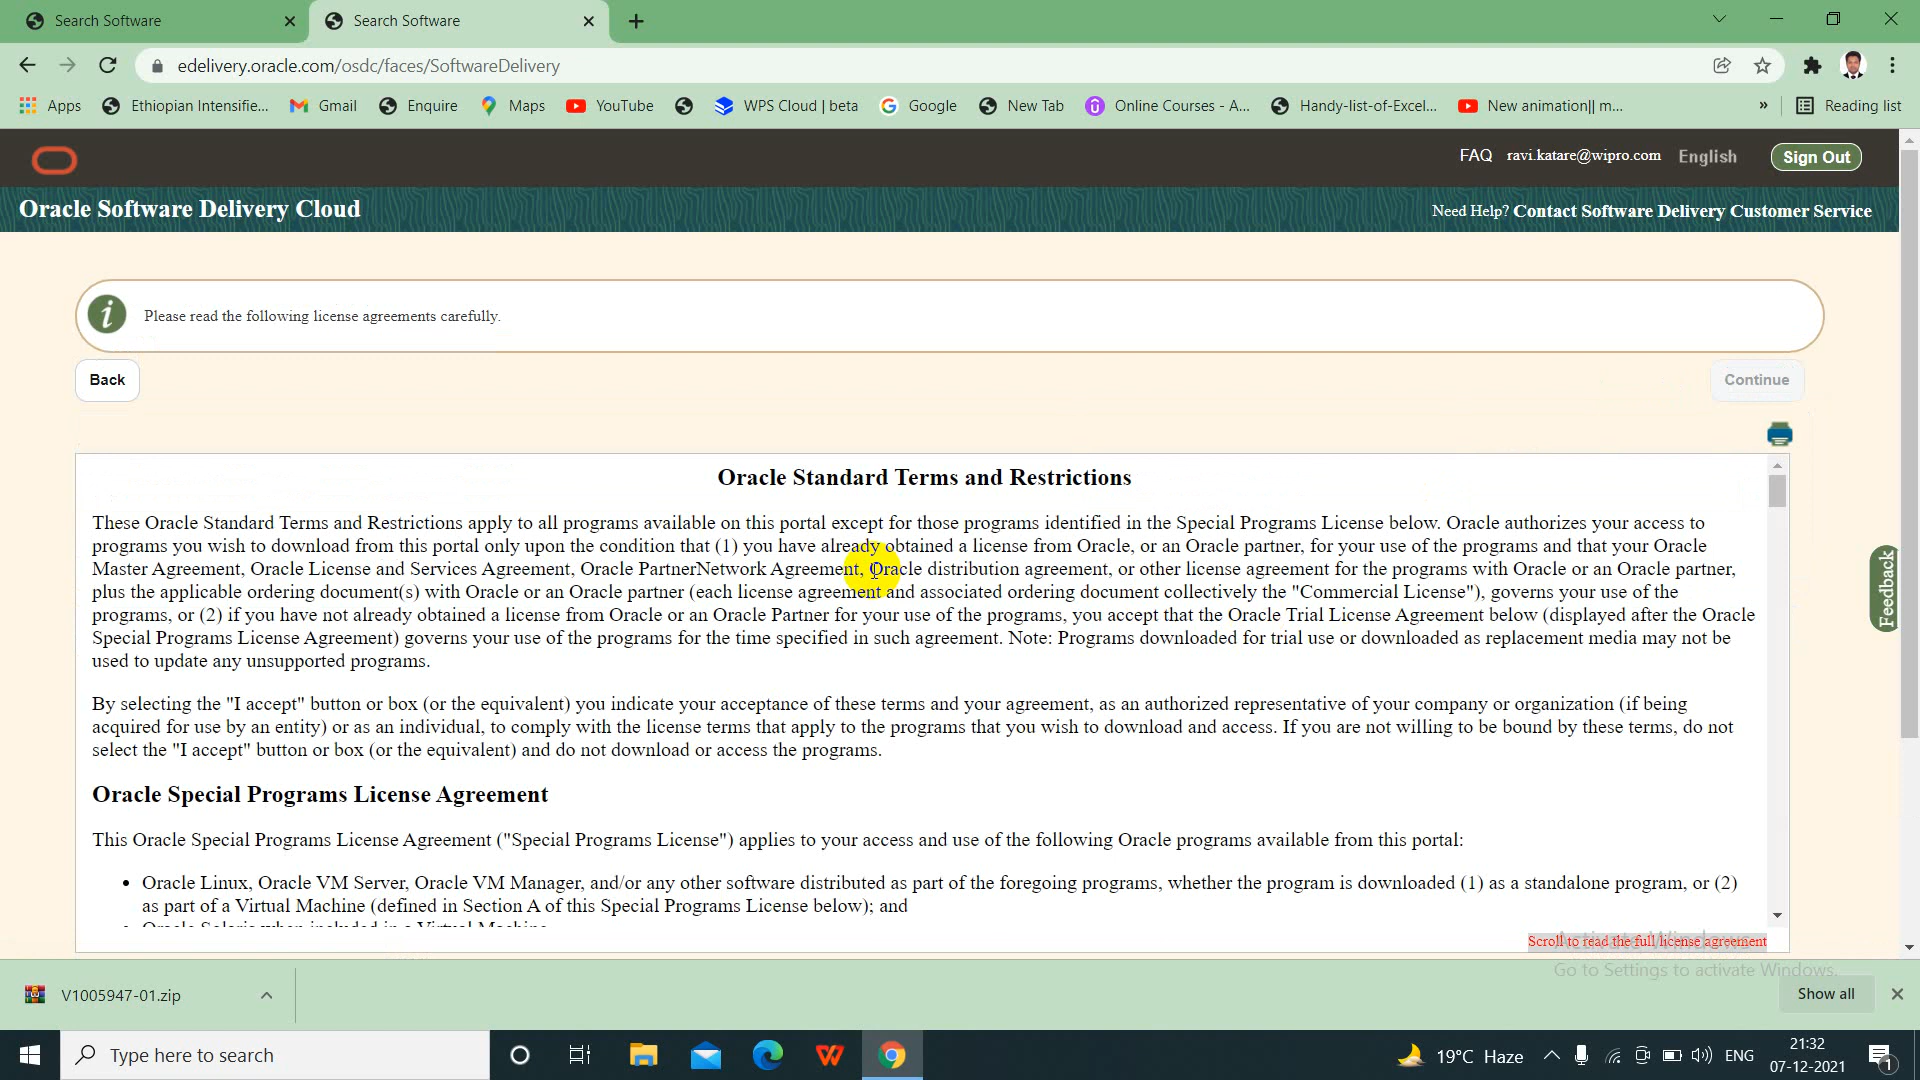 Search Software
Search Software
edelivery.oracle.com/osdc/faces/SoftwareDelivery
Apps
Ethiopian Intensifie...
Gmail
Enquire
Maps
YouTube
WPS Cloud | beta
Google
New Tab
Online Courses - A...
Handy-list-of-Excel...
New animation|| m...
»
Reading list
FAQ ravi.katare@wipro.com English Sign Out
Oracle Software Delivery Cloud
Need Help? Contact Software Delivery Customer Service
Please read the following license agreements carefully.
Back
Continue
Oracle Standard Terms and Restrictions
These Oracle Standard Terms and Restrictions apply to all programs available on this portal except for those programs identified in the Special Programs License below. Oracle authorizes your access to
programs you wish to download from this portal only upon the condition that (1) you have already obtained a license from Oracle, or an Oracle partner, for your use of the programs and that your Oracle
Master Agreement, Oracle License and Services Agreement, Oracle PartnerNetwork Agreement, Oracle distribution agreement, or other license agreement for the programs with Oracle or an Oracle partner,
plus the applicable ordering document(s) with Oracle or an Oracle partner (each license agreement and associated ordering document collectively the "Commercial License"), governs your use of the
programs, or (2) if you have not already obtained a license from Oracle or an Oracle Partner for your use of the programs, you accept that the Oracle Trial License Agreement below (displayed after the Oracle
Special Programs License Agreement) governs your use of the programs for the time specified in such agreement. Note: Programs downloaded for trial use or downloaded as replacement media may not be
used to update any unsupported programs.
By selecting the "I accept" button or box (or the equivalent) you indicate your acceptance of these terms and your agreement, as an authorized representative of your company or organization (if being
acquired for use by an entity) or as an individual, to comply with the license terms that apply to the programs that you wish to download and access. If you are not willing to be bound by these terms, do not
select the "I accept" button or box (or the equivalent) and do not download or access the programs.
Oracle Special Programs License Agreement
This Oracle Special Programs License Agreement ("Special Programs License") applies to your access and use of the following Oracle programs available from this portal:
• Oracle Linux, Oracle VM Server, Oracle VM Manager, and/or any other software distributed as part of the foregoing programs, whether the program is downloaded (1) as a standalone program, or (2)
as part of a Virtual Machine (defined in Section A of this Special Programs License below); and
Scroll to read the full license agreement
Activate Windows
Go to Settings to activate Windows.
Feedback
V1005947-01.zip
Show all
Type here to search
19°C Haze
ENG
21:32
07-12-2021
1